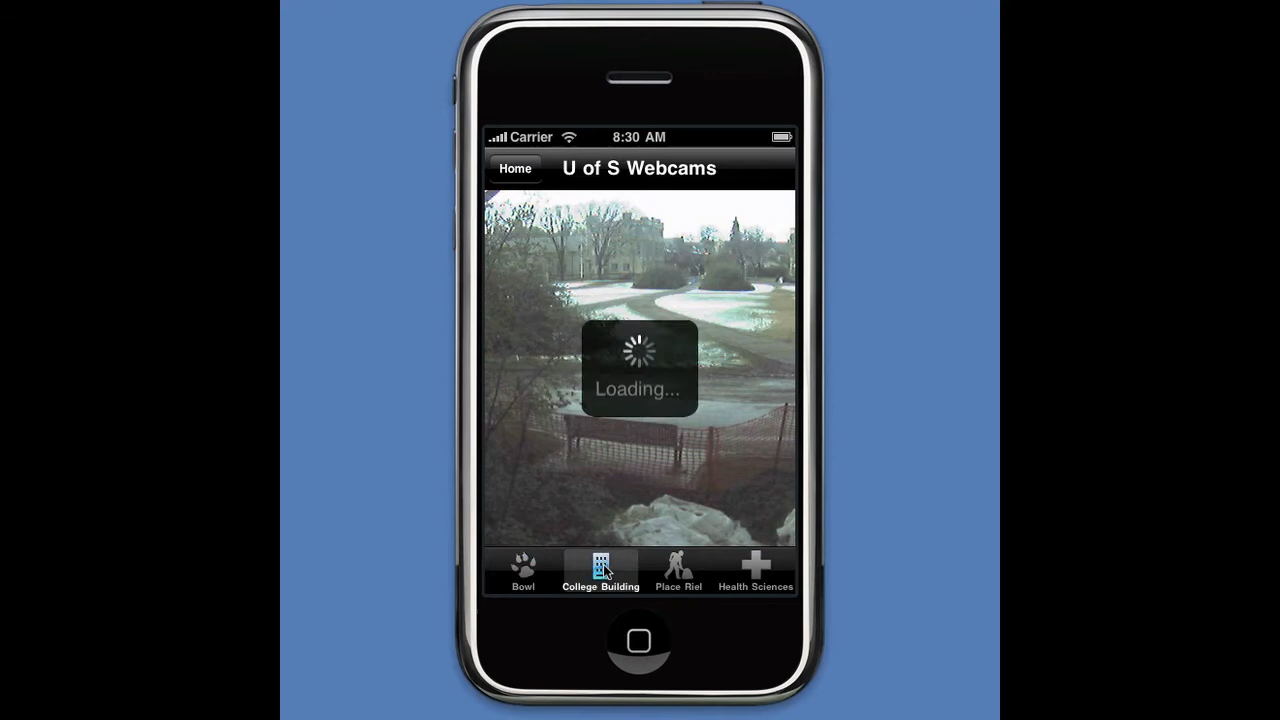 Carrier 8:30 AM
Home U of S Webcams
Loading...
Bowl College Building Place Riel Health Sciences